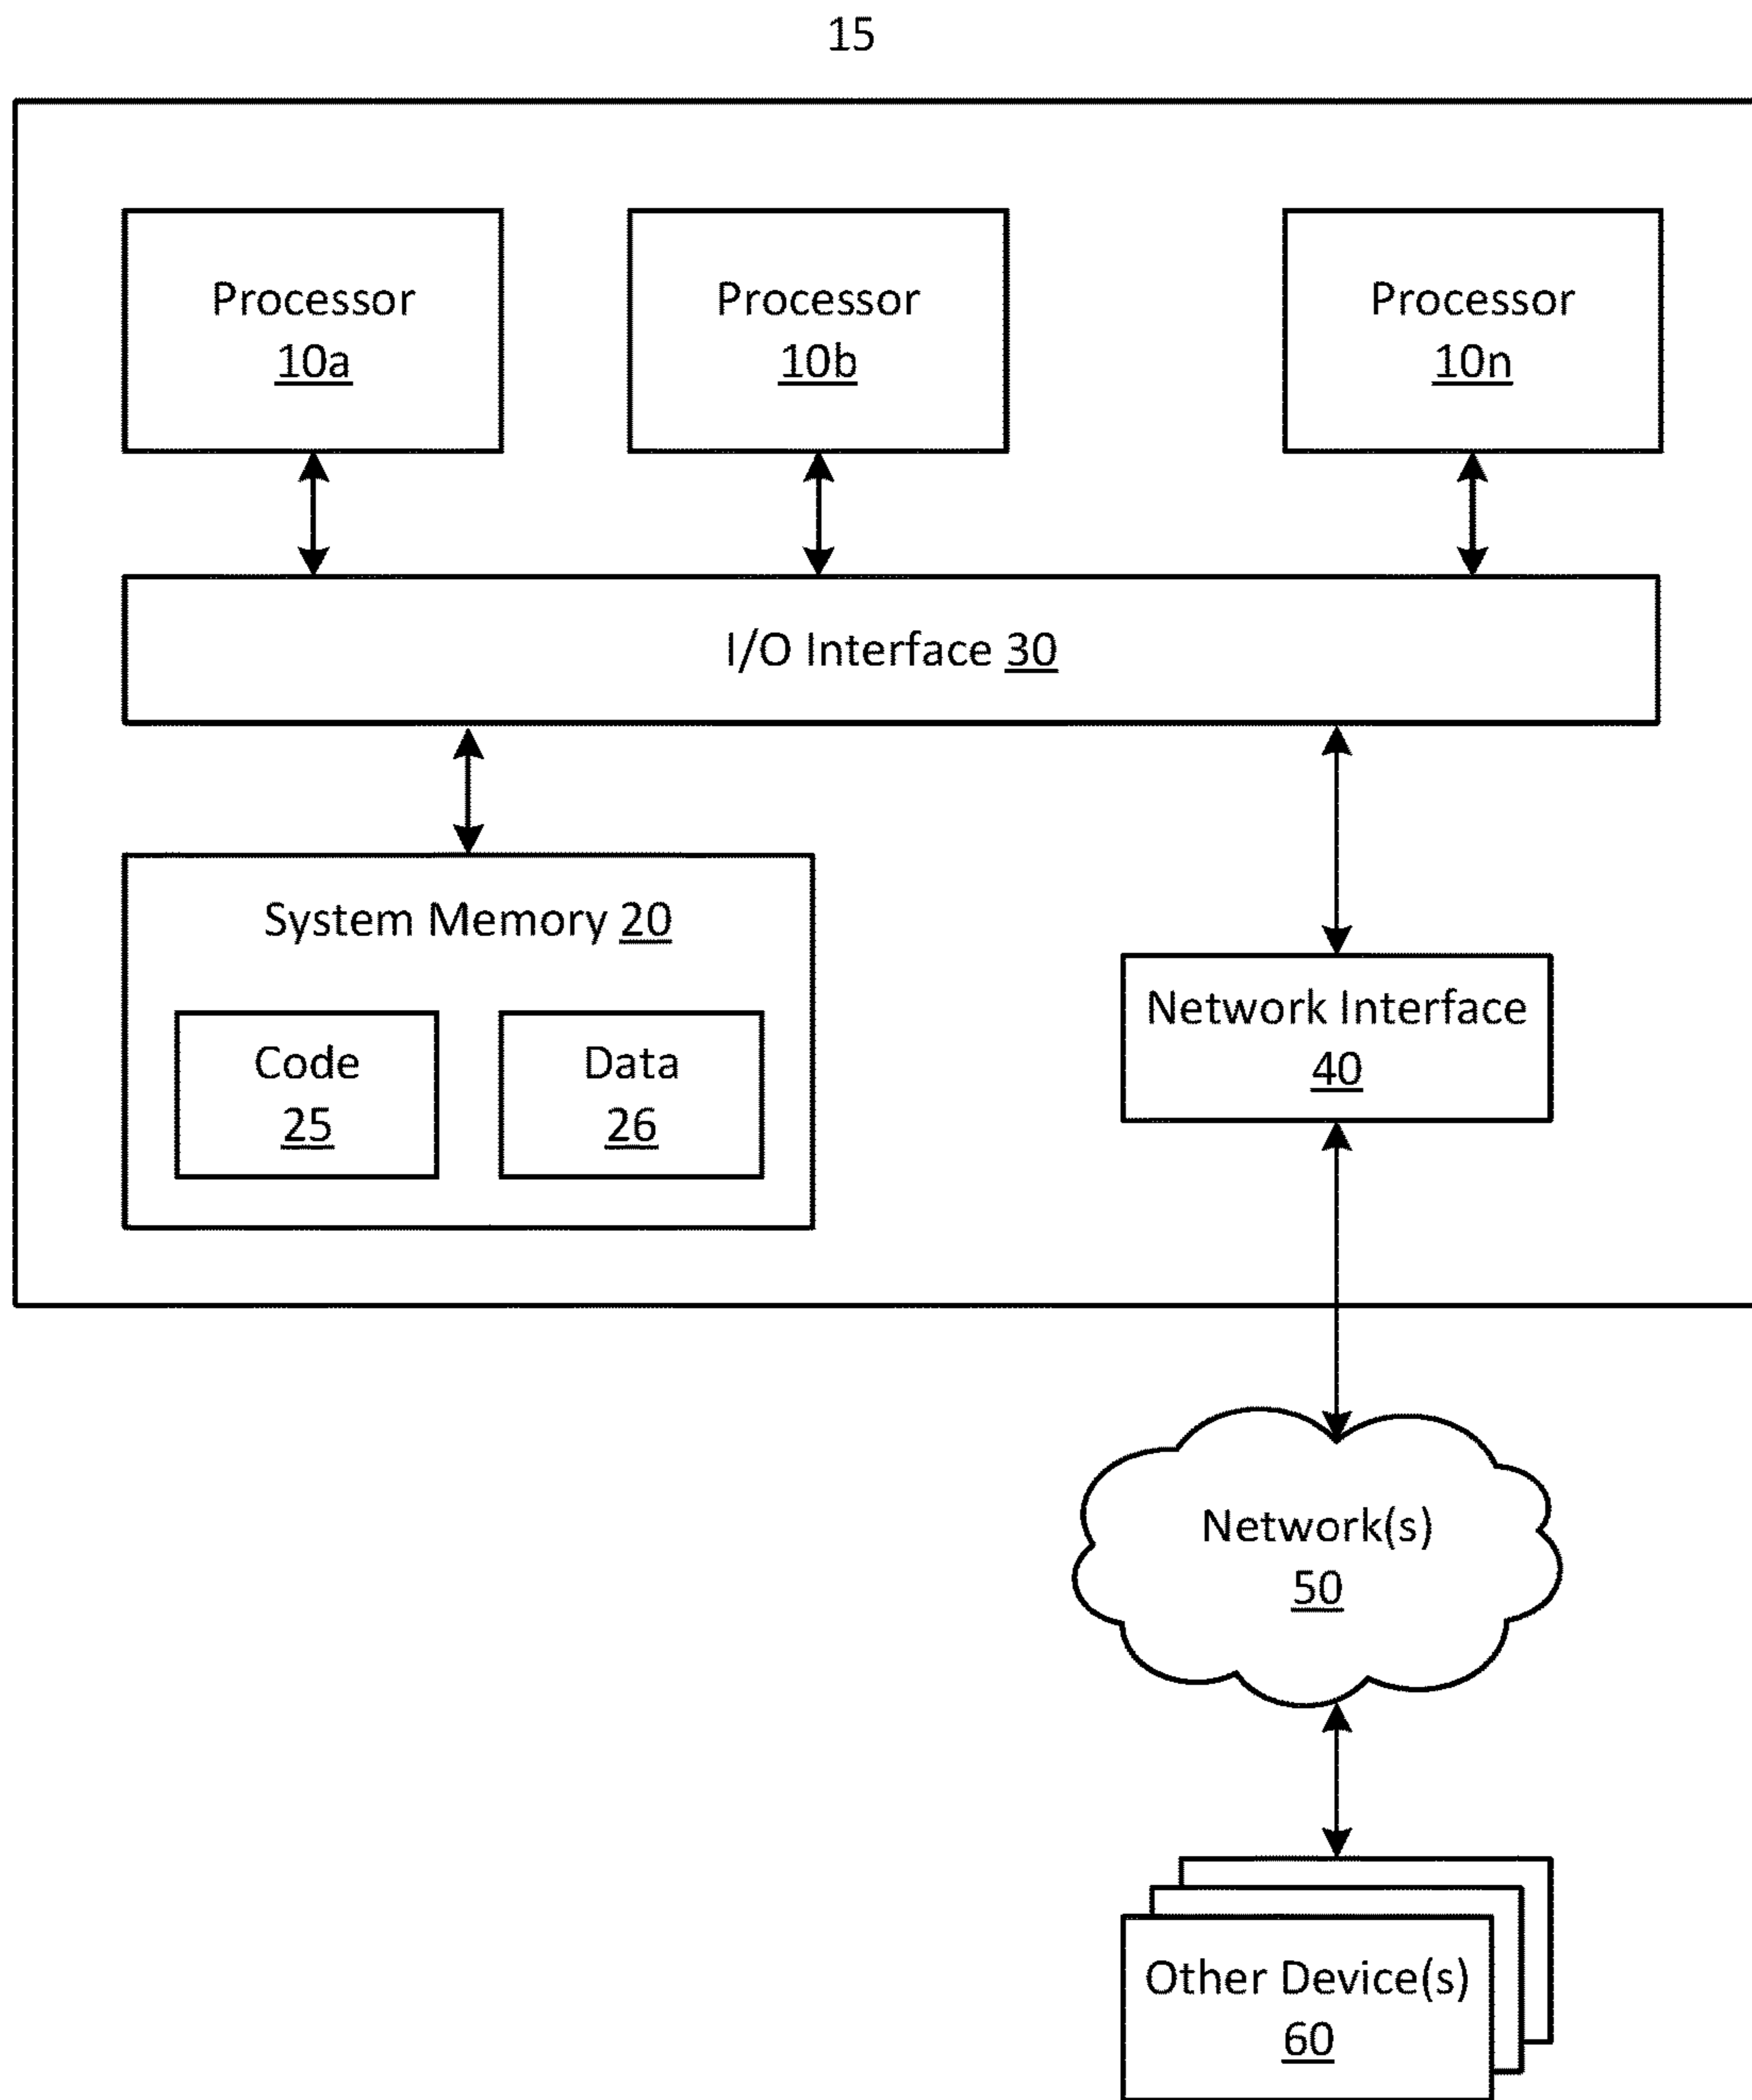 15
Processor
10a
Processor
10b
Processor
10n
I/O Interface 30
System Memory 20
Code
25
Data
26
Network Interface
40
Network(s)
50
Other Device(s)
60